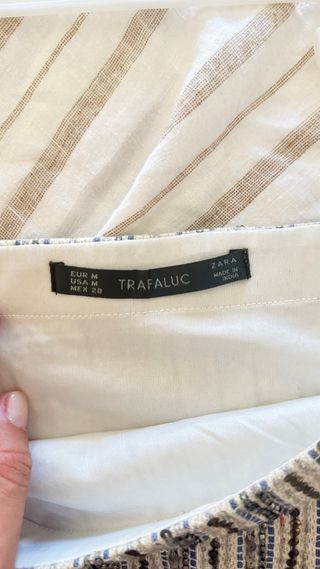 EUR M
USA M
MEX 28
TRAFALUC
ZARA
MADE IN
INDIA